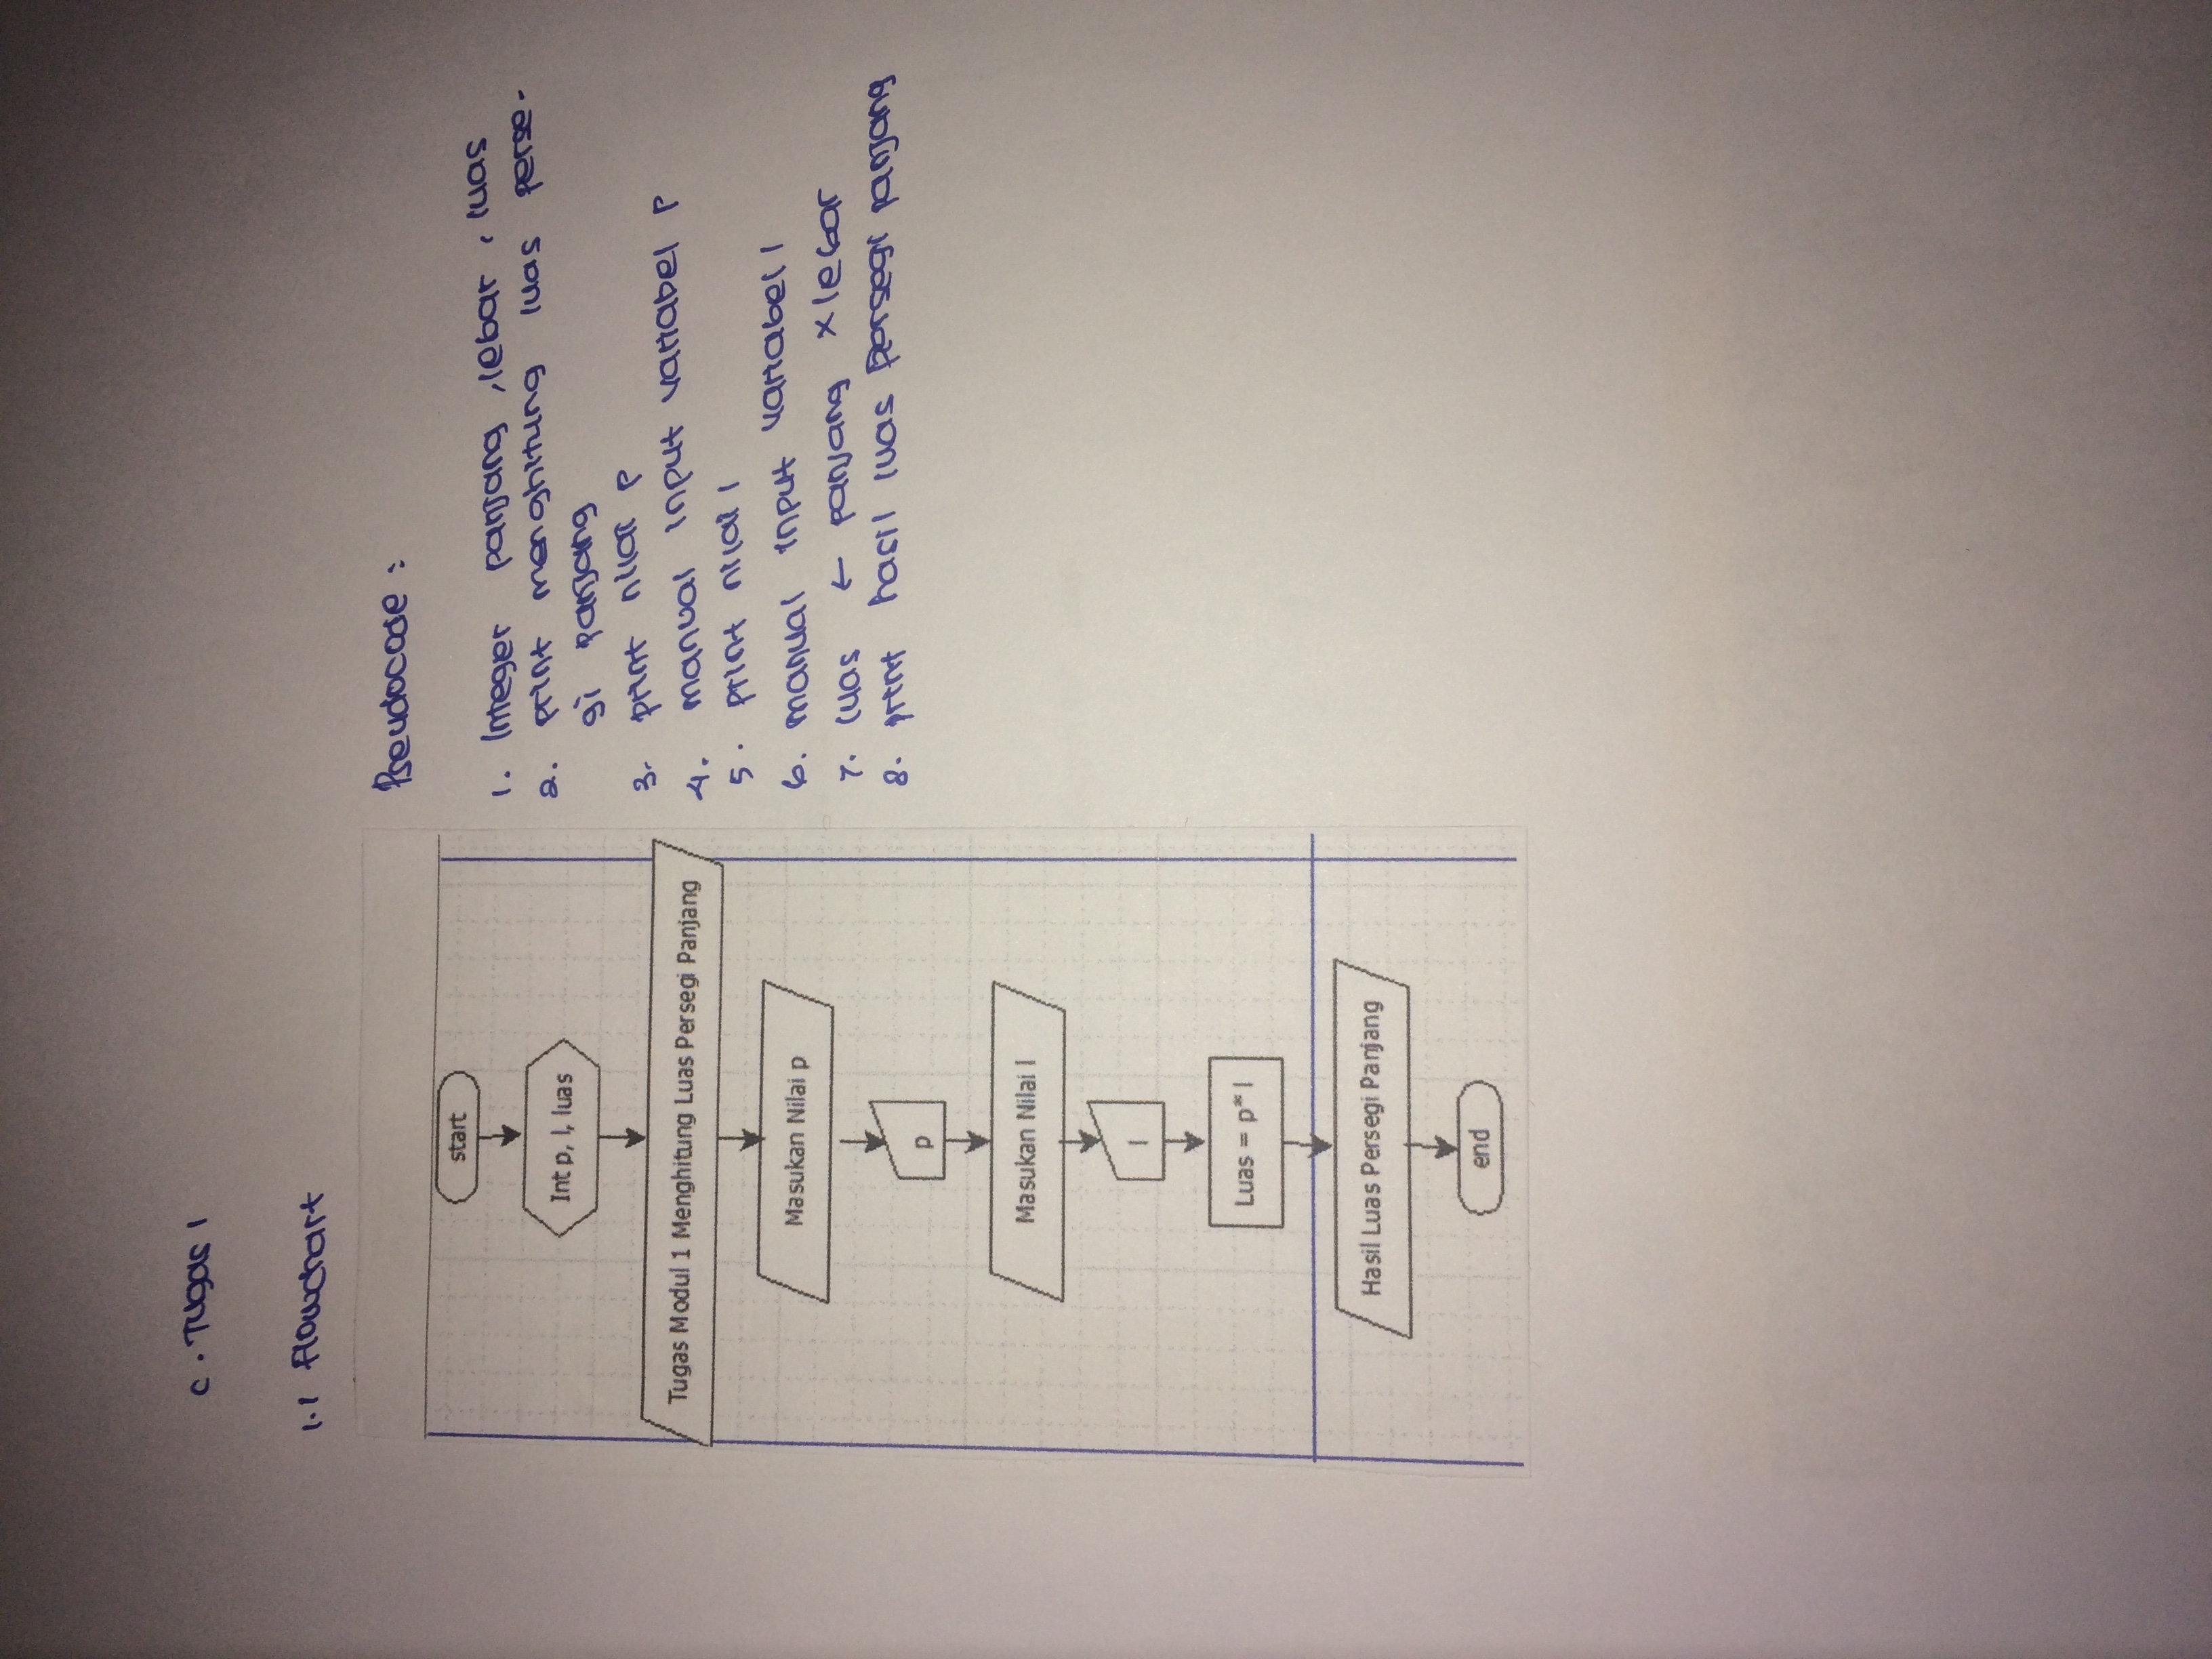 c. Tugas 1
1.1 Flowchart
start
Int p, l, luas
Tugas Modul 1 Menghitung Luas Persegi Panjang
Masukan Nilai p
p
Masukan Nilai l
l
Luas = p* l
Hasil Luas Persegi Panjang
end
Pseudocode :
1. Integer panjang , lebar , luas
2. print menghitung luas perse-
gi panjang
3. print nilai p
4. manual input variabel p
5. print nilai l
6. manual input variabel l
7. luas ← panjang x lebar
8. print hasil luas persegi panjang